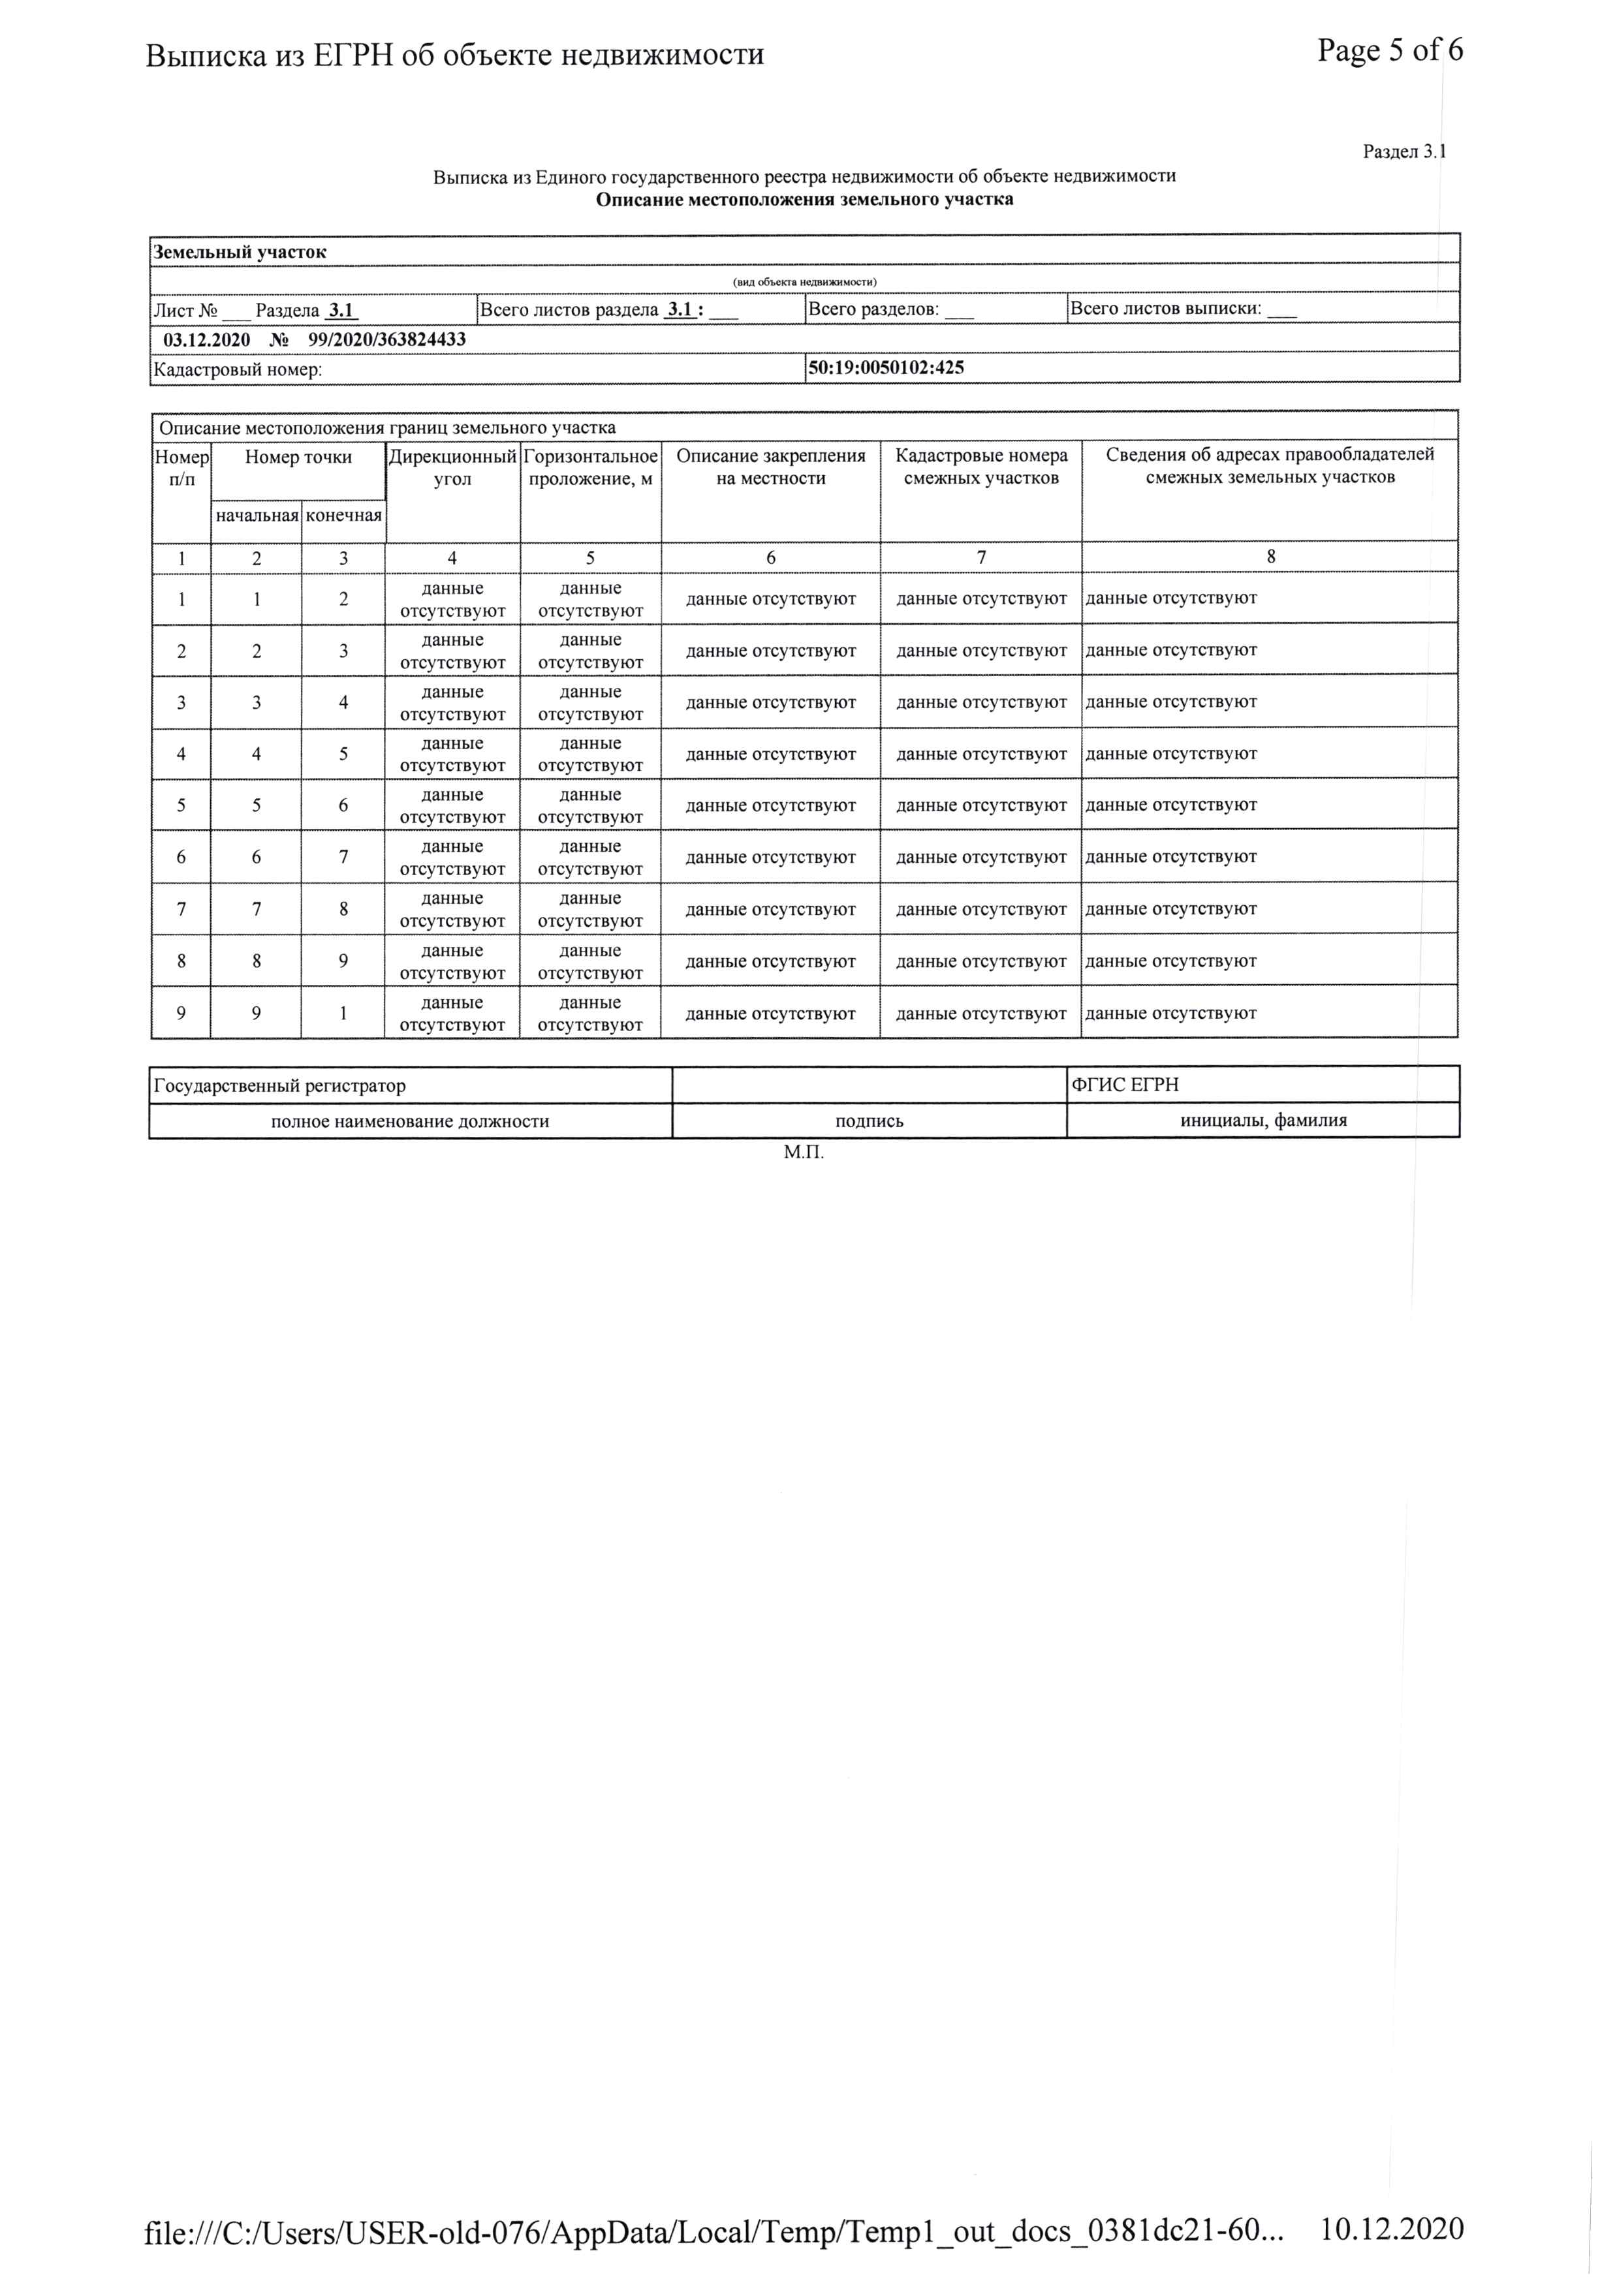 Выписка из ЕГРН об объекте недвижимости Page 5 of 6
Раздел 3.1
Выписка из Единого государственного реестра недвижимости об объекте недвижимости
Описание местоположения земельного участка
Земельный участок
(вид объекта недвижимости)
Лист № ___ Раздела 3.1 Всего листов раздела 3.1 : ___ Всего разделов: ___ Всего листов выписки: ___
03.12.2020 № 99/2020/363824433
Кадастровый номер: 50:19:0050102:425
Описание местоположения границ земельного участка
Номер Номер точки Дирекционный Горизонтальное Описание закрепления Кадастровые номера Сведения об адресах правообладателей
п/п угол проложение, м на местности смежных участков смежных земельных участков
начальная конечная
1 2 3 4 5 6 7 8
данные данные
1 1 2 данные отсутствуют данные отсутствуют данные отсутствуют
отсутствуют отсутствуют
данные данные
2 2 3 данные отсутствуют данные отсутствуют данные отсутствуют
отсутствуют отсутствуют
данные данные
3 3 4 данные отсутствуют данные отсутствуют данные отсутствуют
отсутствуют отсутствуют
данные данные
4 4 5 данные отсутствуют данные отсутствуют данные отсутствуют
отсутствуют отсутствуют
данные данные
5 5 6 данные отсутствуют данные отсутствуют данные отсутствуют
отсутствуют отсутствуют
данные данные
6 6 7 данные отсутствуют данные отсутствуют данные отсутствуют
отсутствуют отсутствуют
данные данные
7 7 8 данные отсутствуют данные отсутствуют данные отсутствуют
отсутствуют отсутствуют
данные данные
8 8 9 данные отсутствуют данные отсутствуют данные отсутствуют
отсутствуют отсутствуют
данные данные
9 9 1 данные отсутствуют данные отсутствуют данные отсутствуют
отсутствуют отсутствуют
Государственный регистратор ФГИС ЕГРН
полное наименование должности подпись инициалы, фамилия
М.П.
file:///C:/Users/USER-old-076/AppData/Local/Temp/Temp1_out_docs_0381dc21-60... 10.12.2020